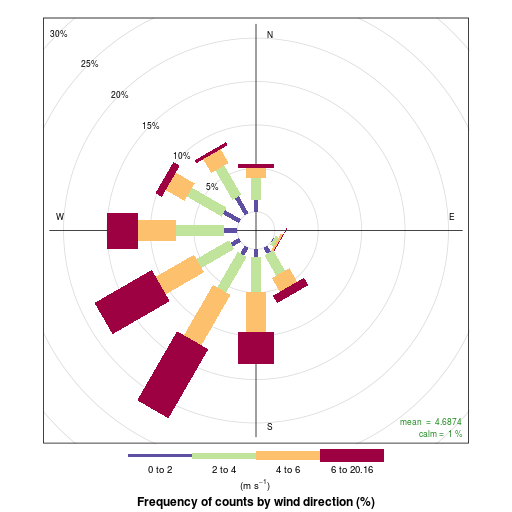 30%
N
25%
20%
15%
10%
5%
W
E
S
mean = 4.6874
calm = 1 %
0 to 2 2 to 4 4 to 6 6 to 20.16
(m s⁻¹)
Frequency of counts by wind direction (%)